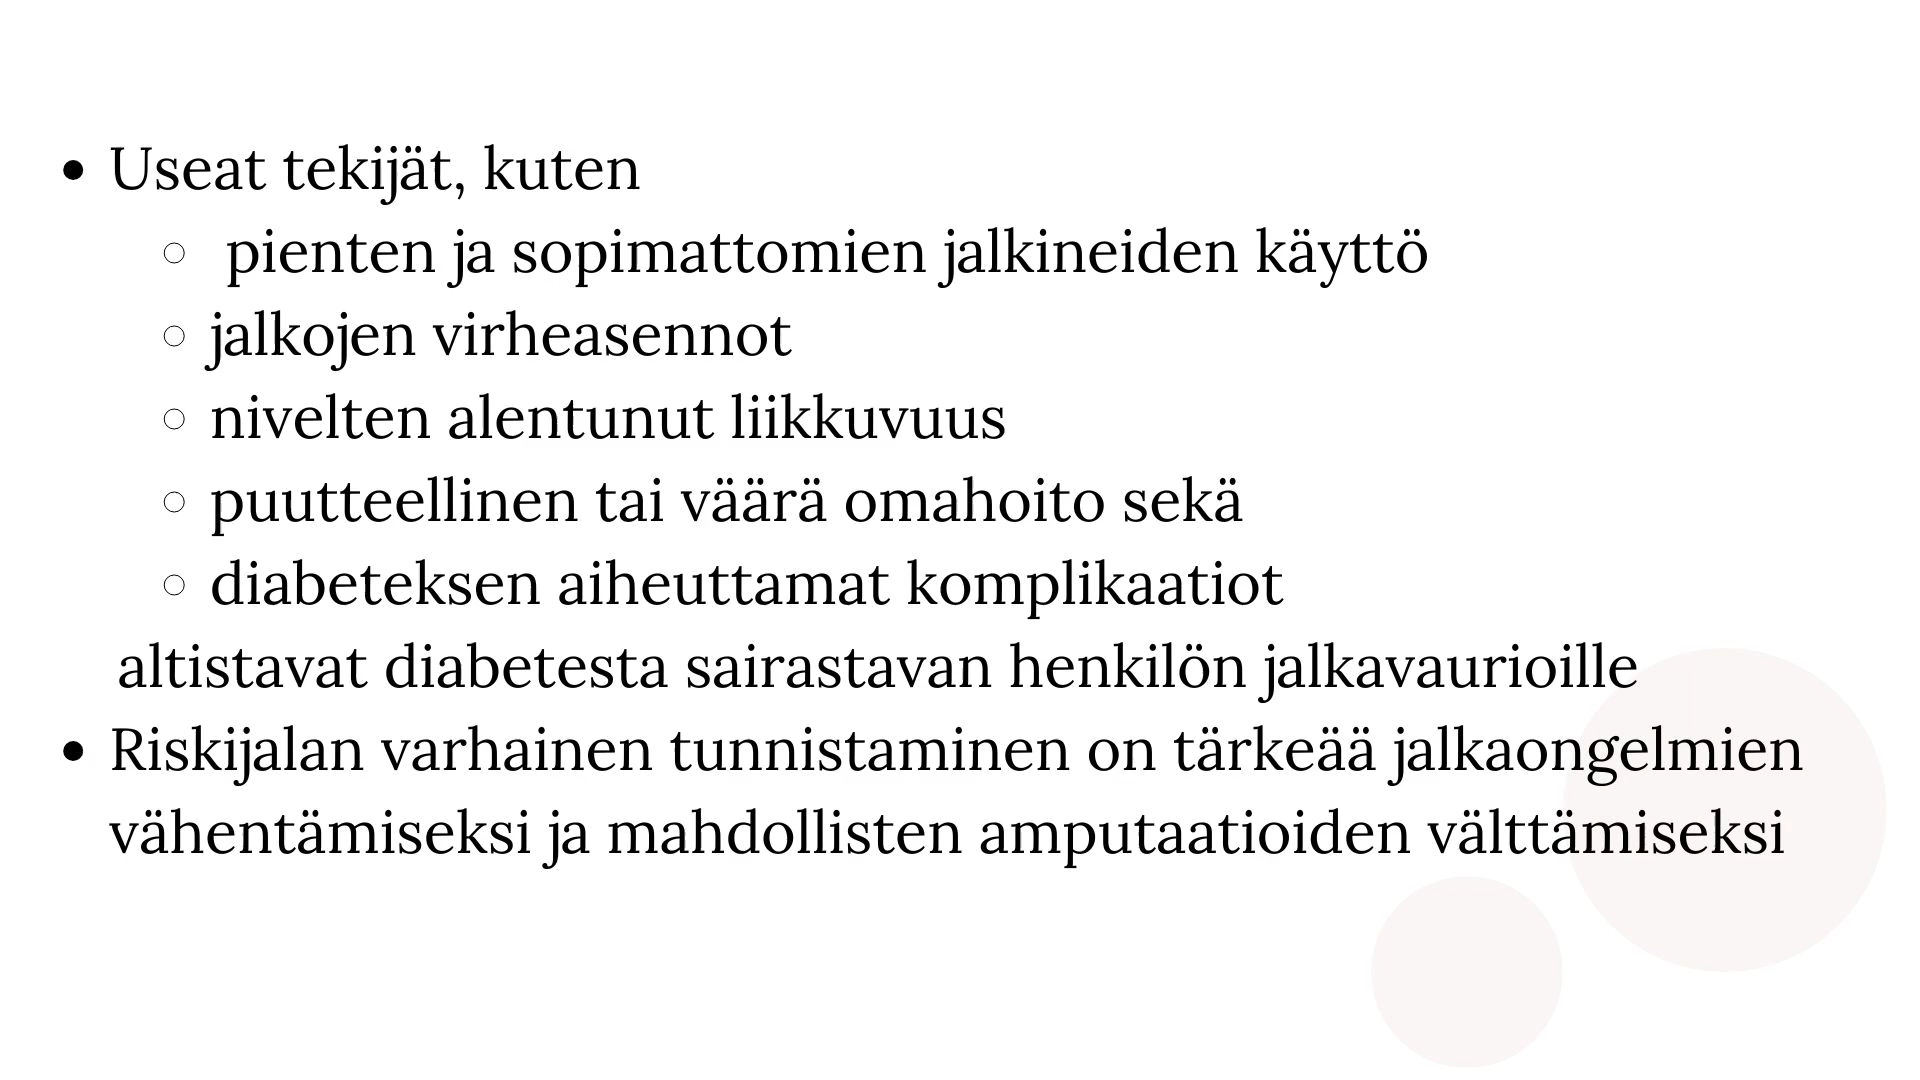 • Useat tekijät, kuten
○ pienten ja sopimattomien jalkineiden käyttö
○ jalkojen virheasennot
○ nivelten alentunut liikkuvuus
○ puutteellinen tai väärä omahoito sekä
○ diabeteksen aiheuttamat komplikaatiot
altistavat diabetesta sairastavan henkilön jalkavaurioille
• Riskijalan varhainen tunnistaminen on tärkeää jalkaongelmien
vähentämiseksi ja mahdollisten amputaatioiden välttämiseksi